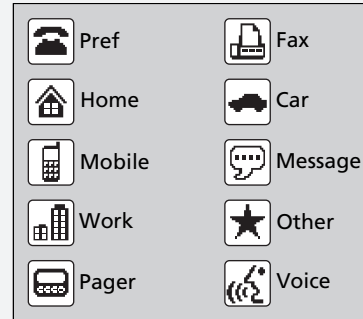 Pref
Fax
Home
Car
Mobile
Message
Work
Other
Pager
Voice